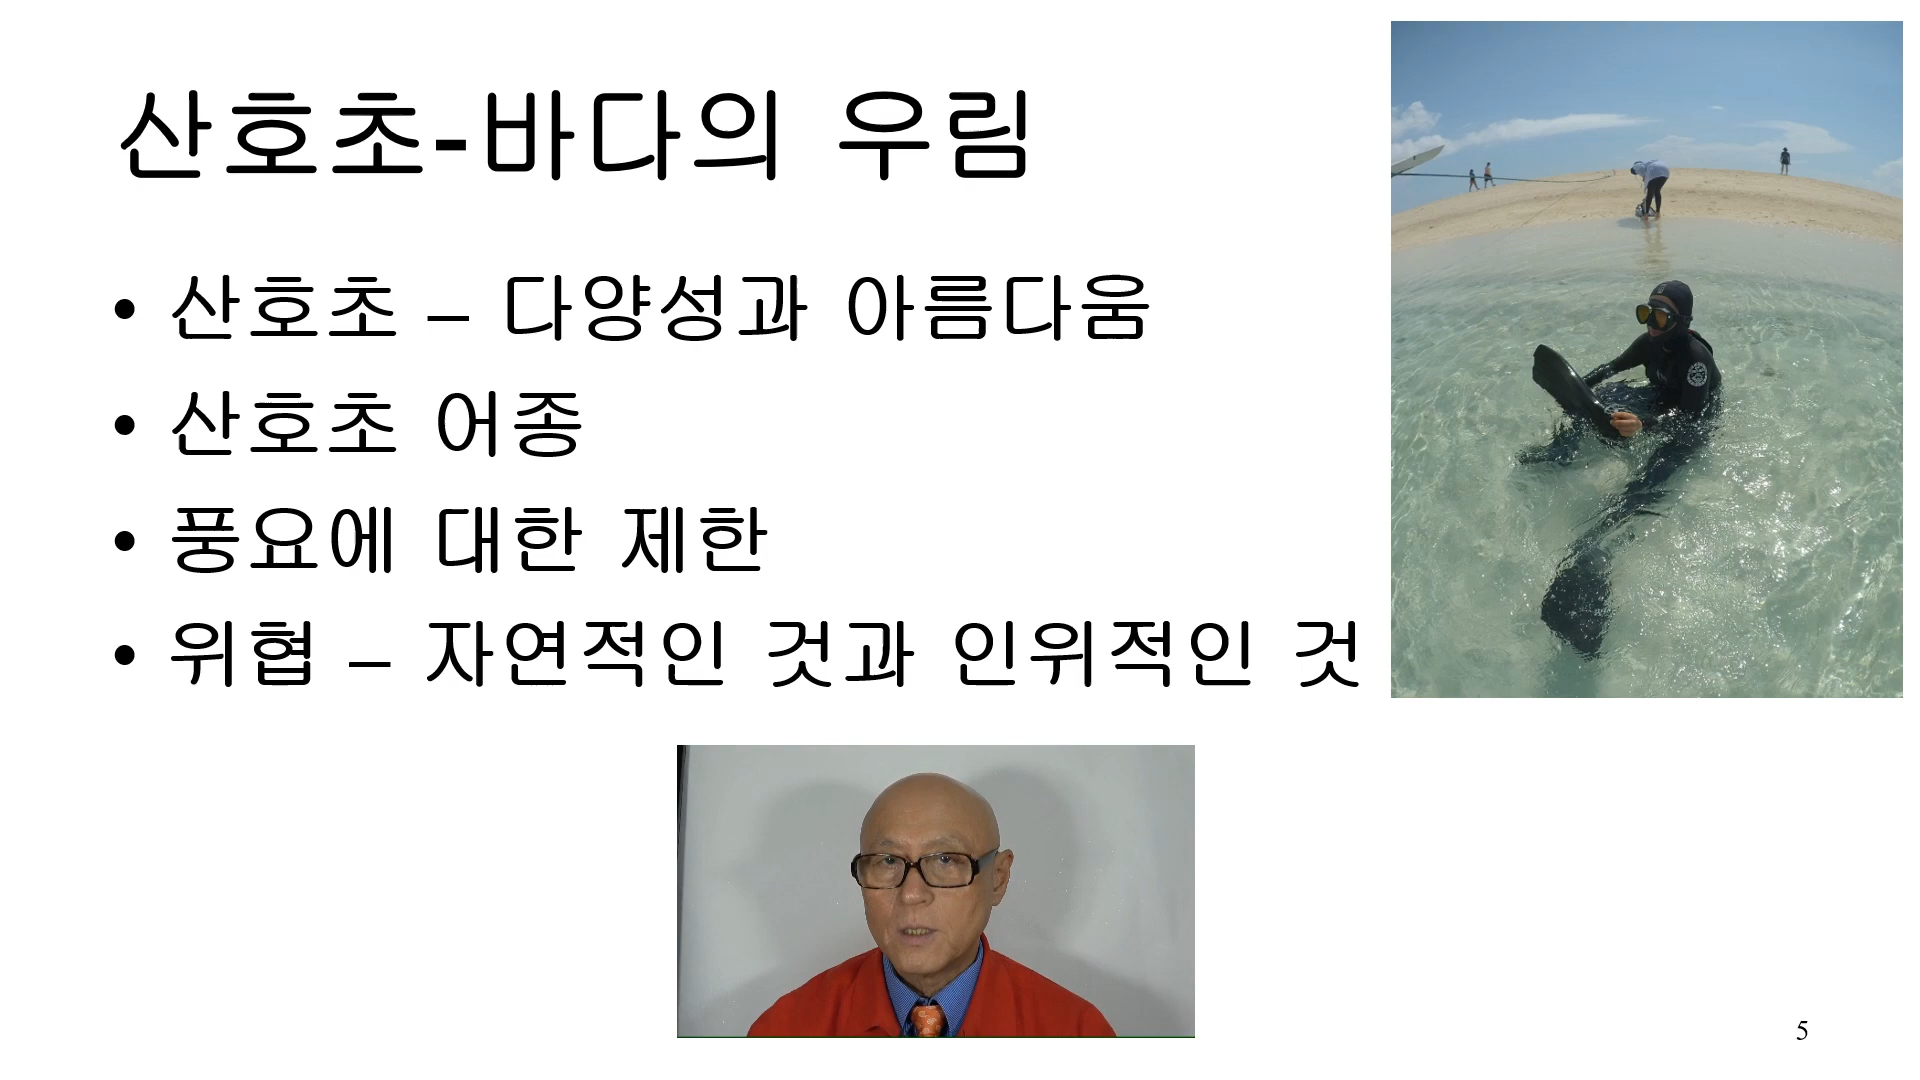 산호초-바다의 우림
• 산호초 – 다양성과 아름다움
• 산호초 어종
• 풍요에 대한 제한
• 위협 – 자연적인 것과 인위적인 것
5